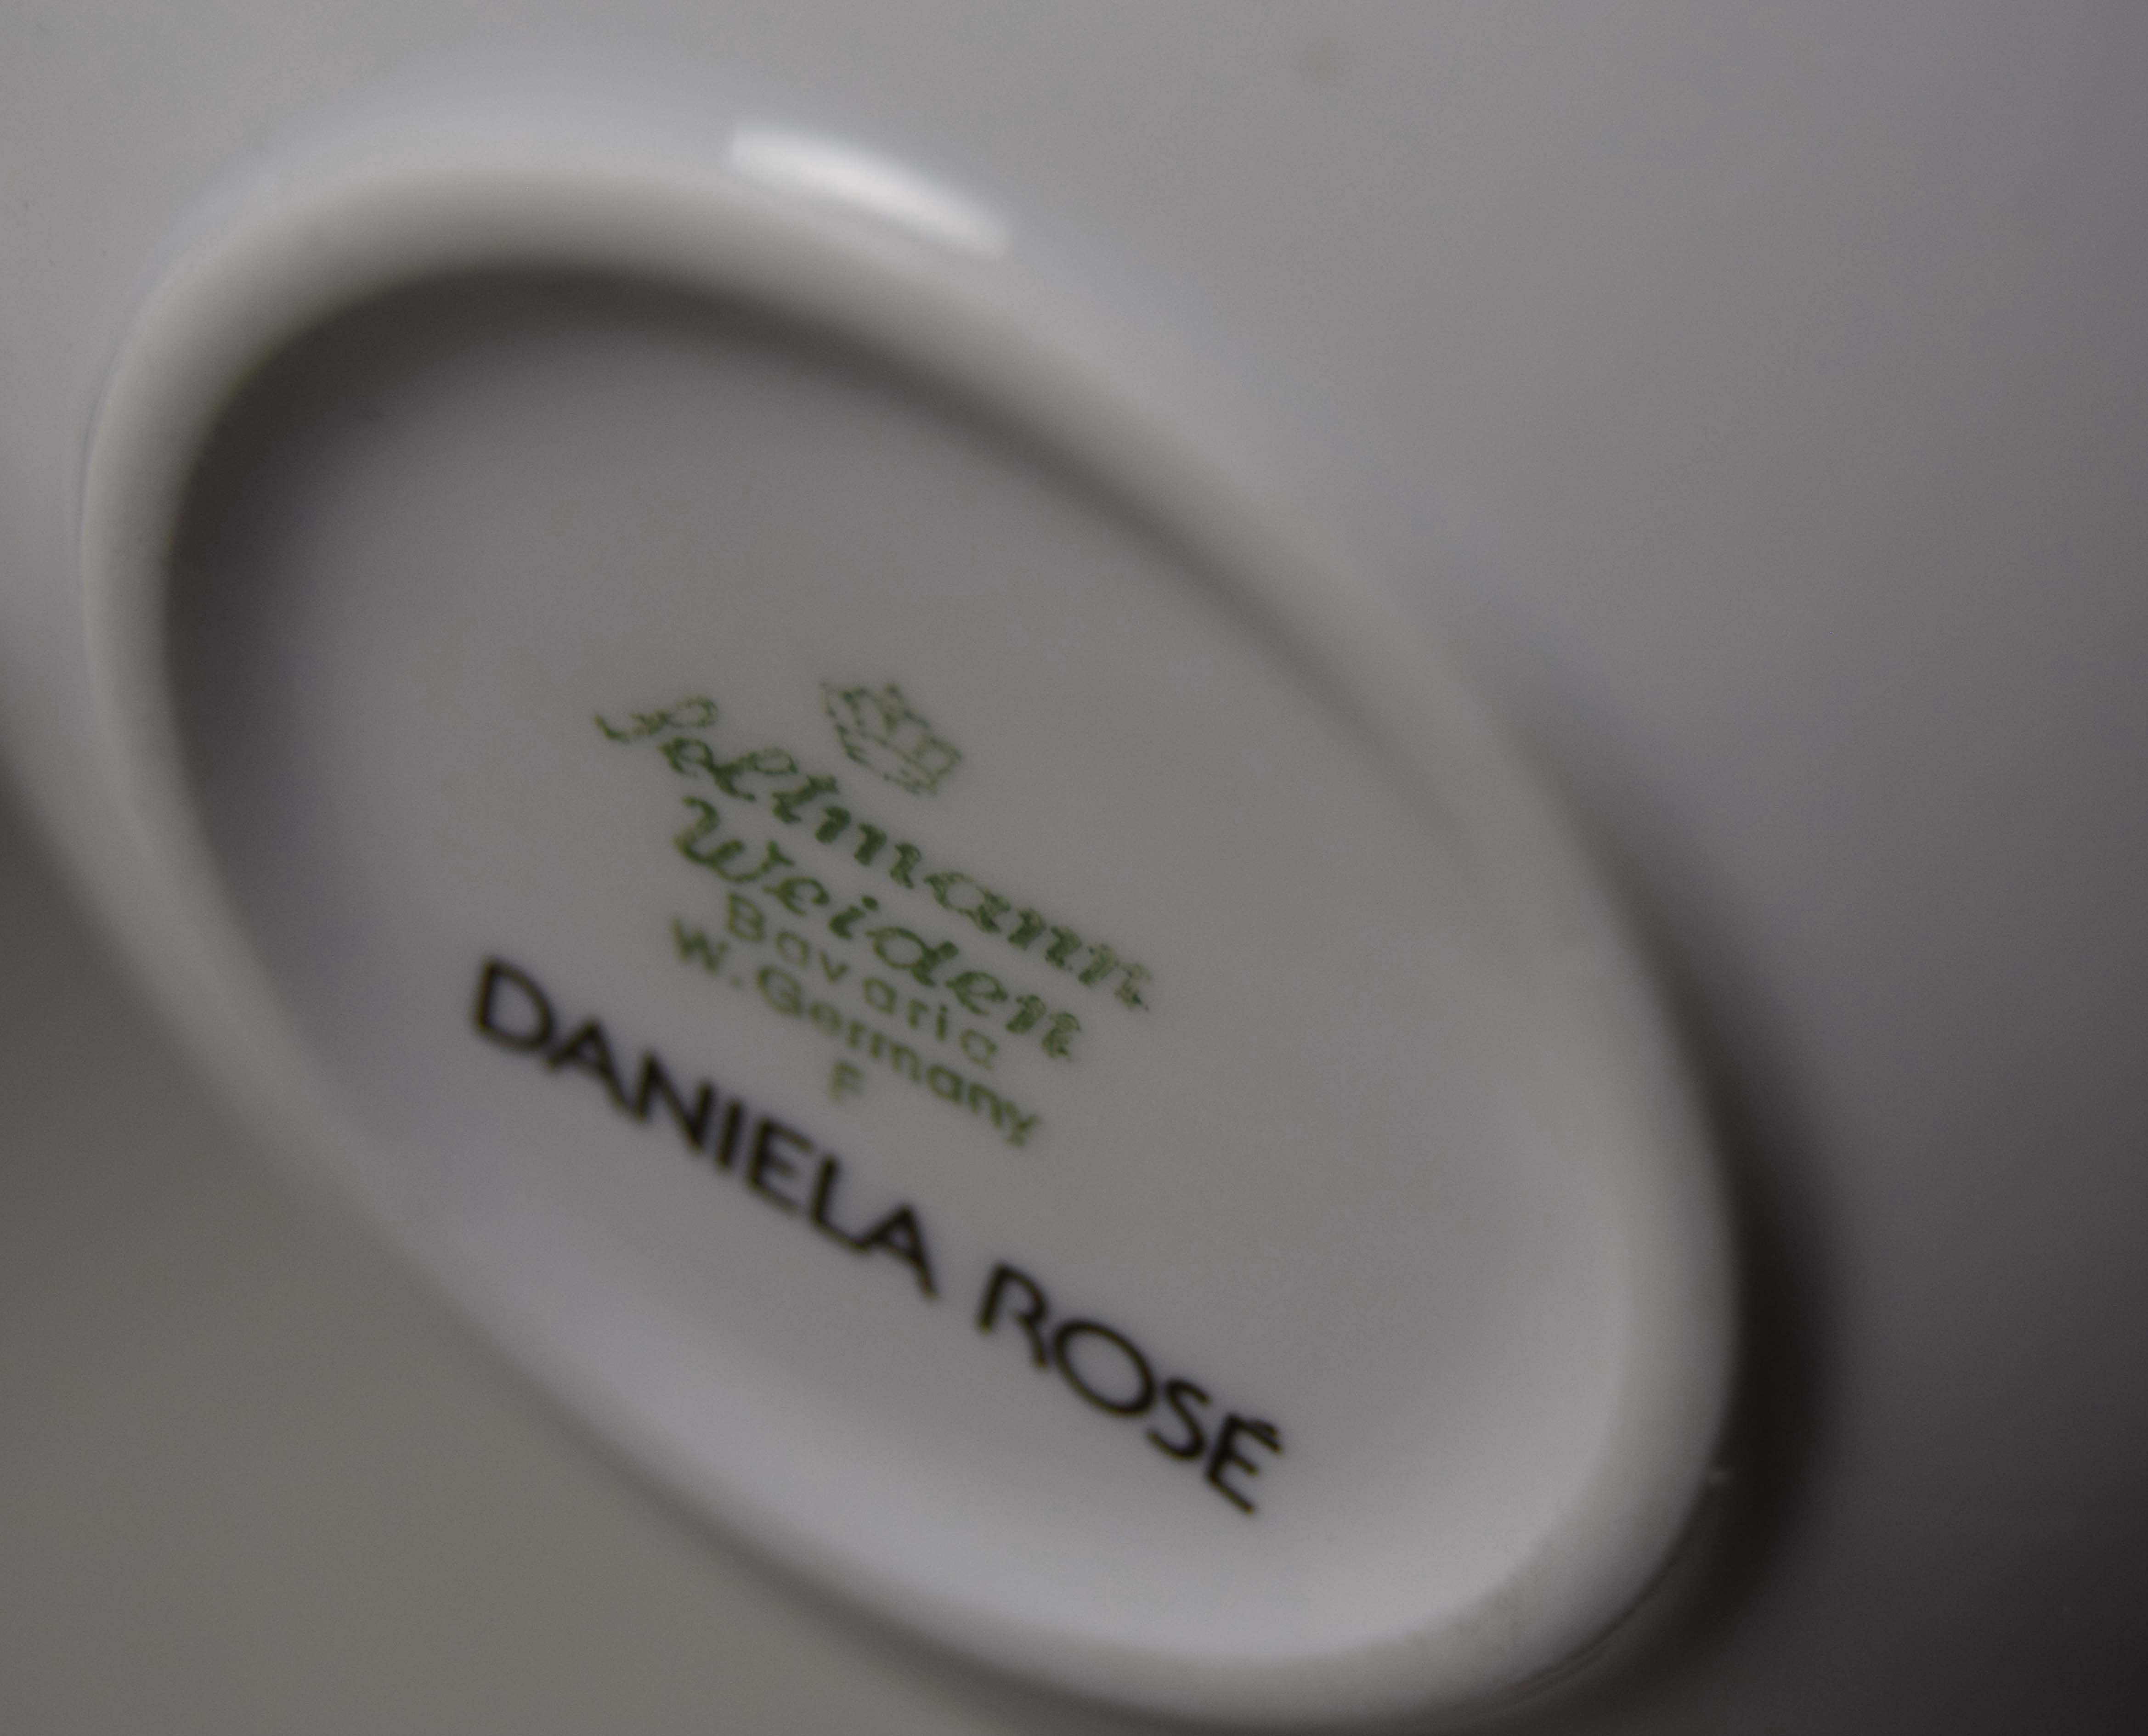 Seltmann
Weiden
Bavaria
W. Germany
F
DANIELA ROSÉ